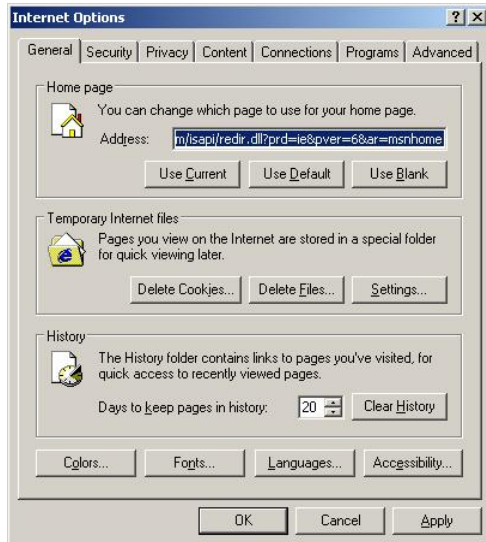 Internet Options
? X
General Security Privacy Content Connections Programs Advanced
Home page
You can change which page to use for your home page.
Address: m/isapi/redir.dll?prd=ie&pver=6&ar=msnhome
Use Current Use Default Use Blank
Temporary Internet files
Pages you view on the Internet are stored in a special folder
for quick viewing later.
Delete Cookies... Delete Files... Settings...
History
The History folder contains links to pages you've visited, for
quick access to recently viewed pages.
Days to keep pages in history: 20 Clear History
Colors... Fonts... Languages... Accessibility...
OK Cancel Apply